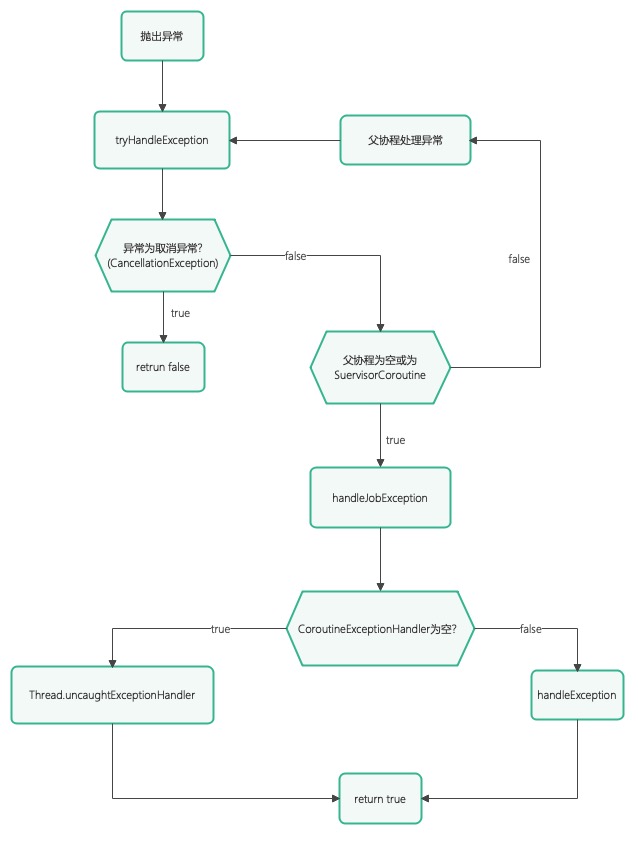 抛出异常
tryHandleException
父协程处理异常
异常为取消异常?
(CancellationException)
false
false
true
retrun false
父协程为空或为
SuervisorCoroutine
true
handleJobException
CoroutineExceptionHandler为空?
true
false
Thread.uncaughtExceptionHandler
handleException
return true